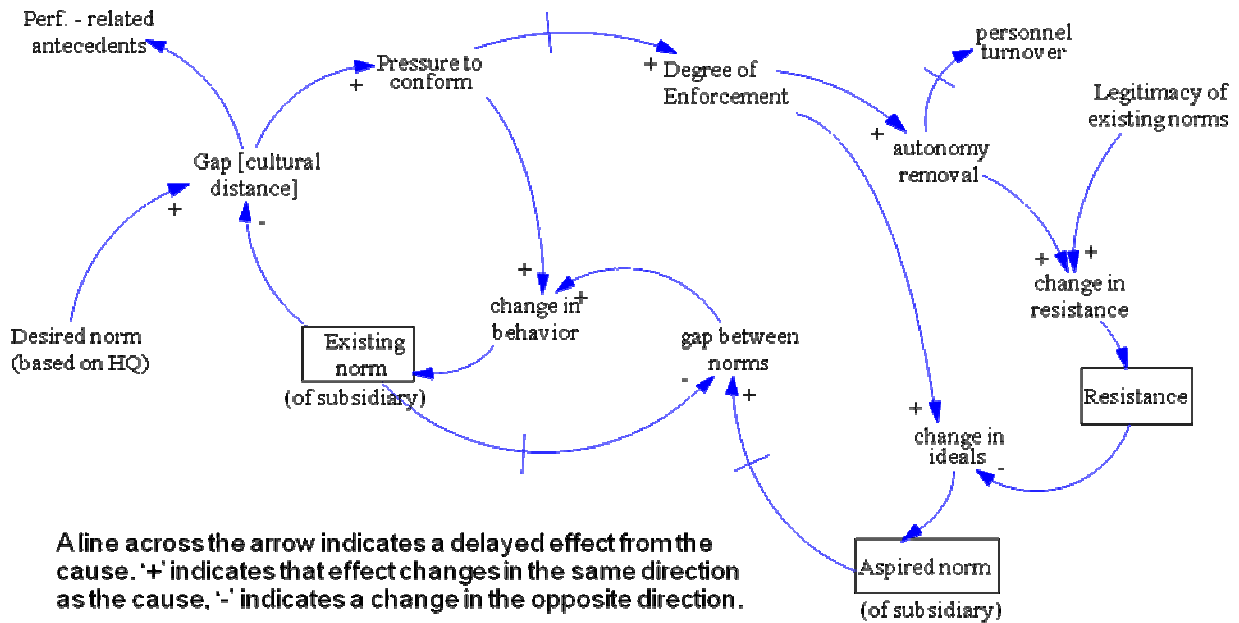 Perf. - related
antecedents
Pressure to
conform
+
+
Degree of
Enforcement
personnel
turnover
Legitimacy of
existing norms
+
autonomy
removal
Gap [cultural
distance]
+
-
+
+
change in
resistance
+
+
change in
behavior
Desired norm
(based on HQ)
Existing
norm
(of subsidiary)
gap between
norms
-
+
Resistance
+
change in
ideals
-
Aspired norm
(of subsidiary)
A line across the arrow indicates a delayed effect from the
cause. ‘+’ indicates that effect changes in the same direction
as the cause, ‘-’ indicates a change in the opposite direction.